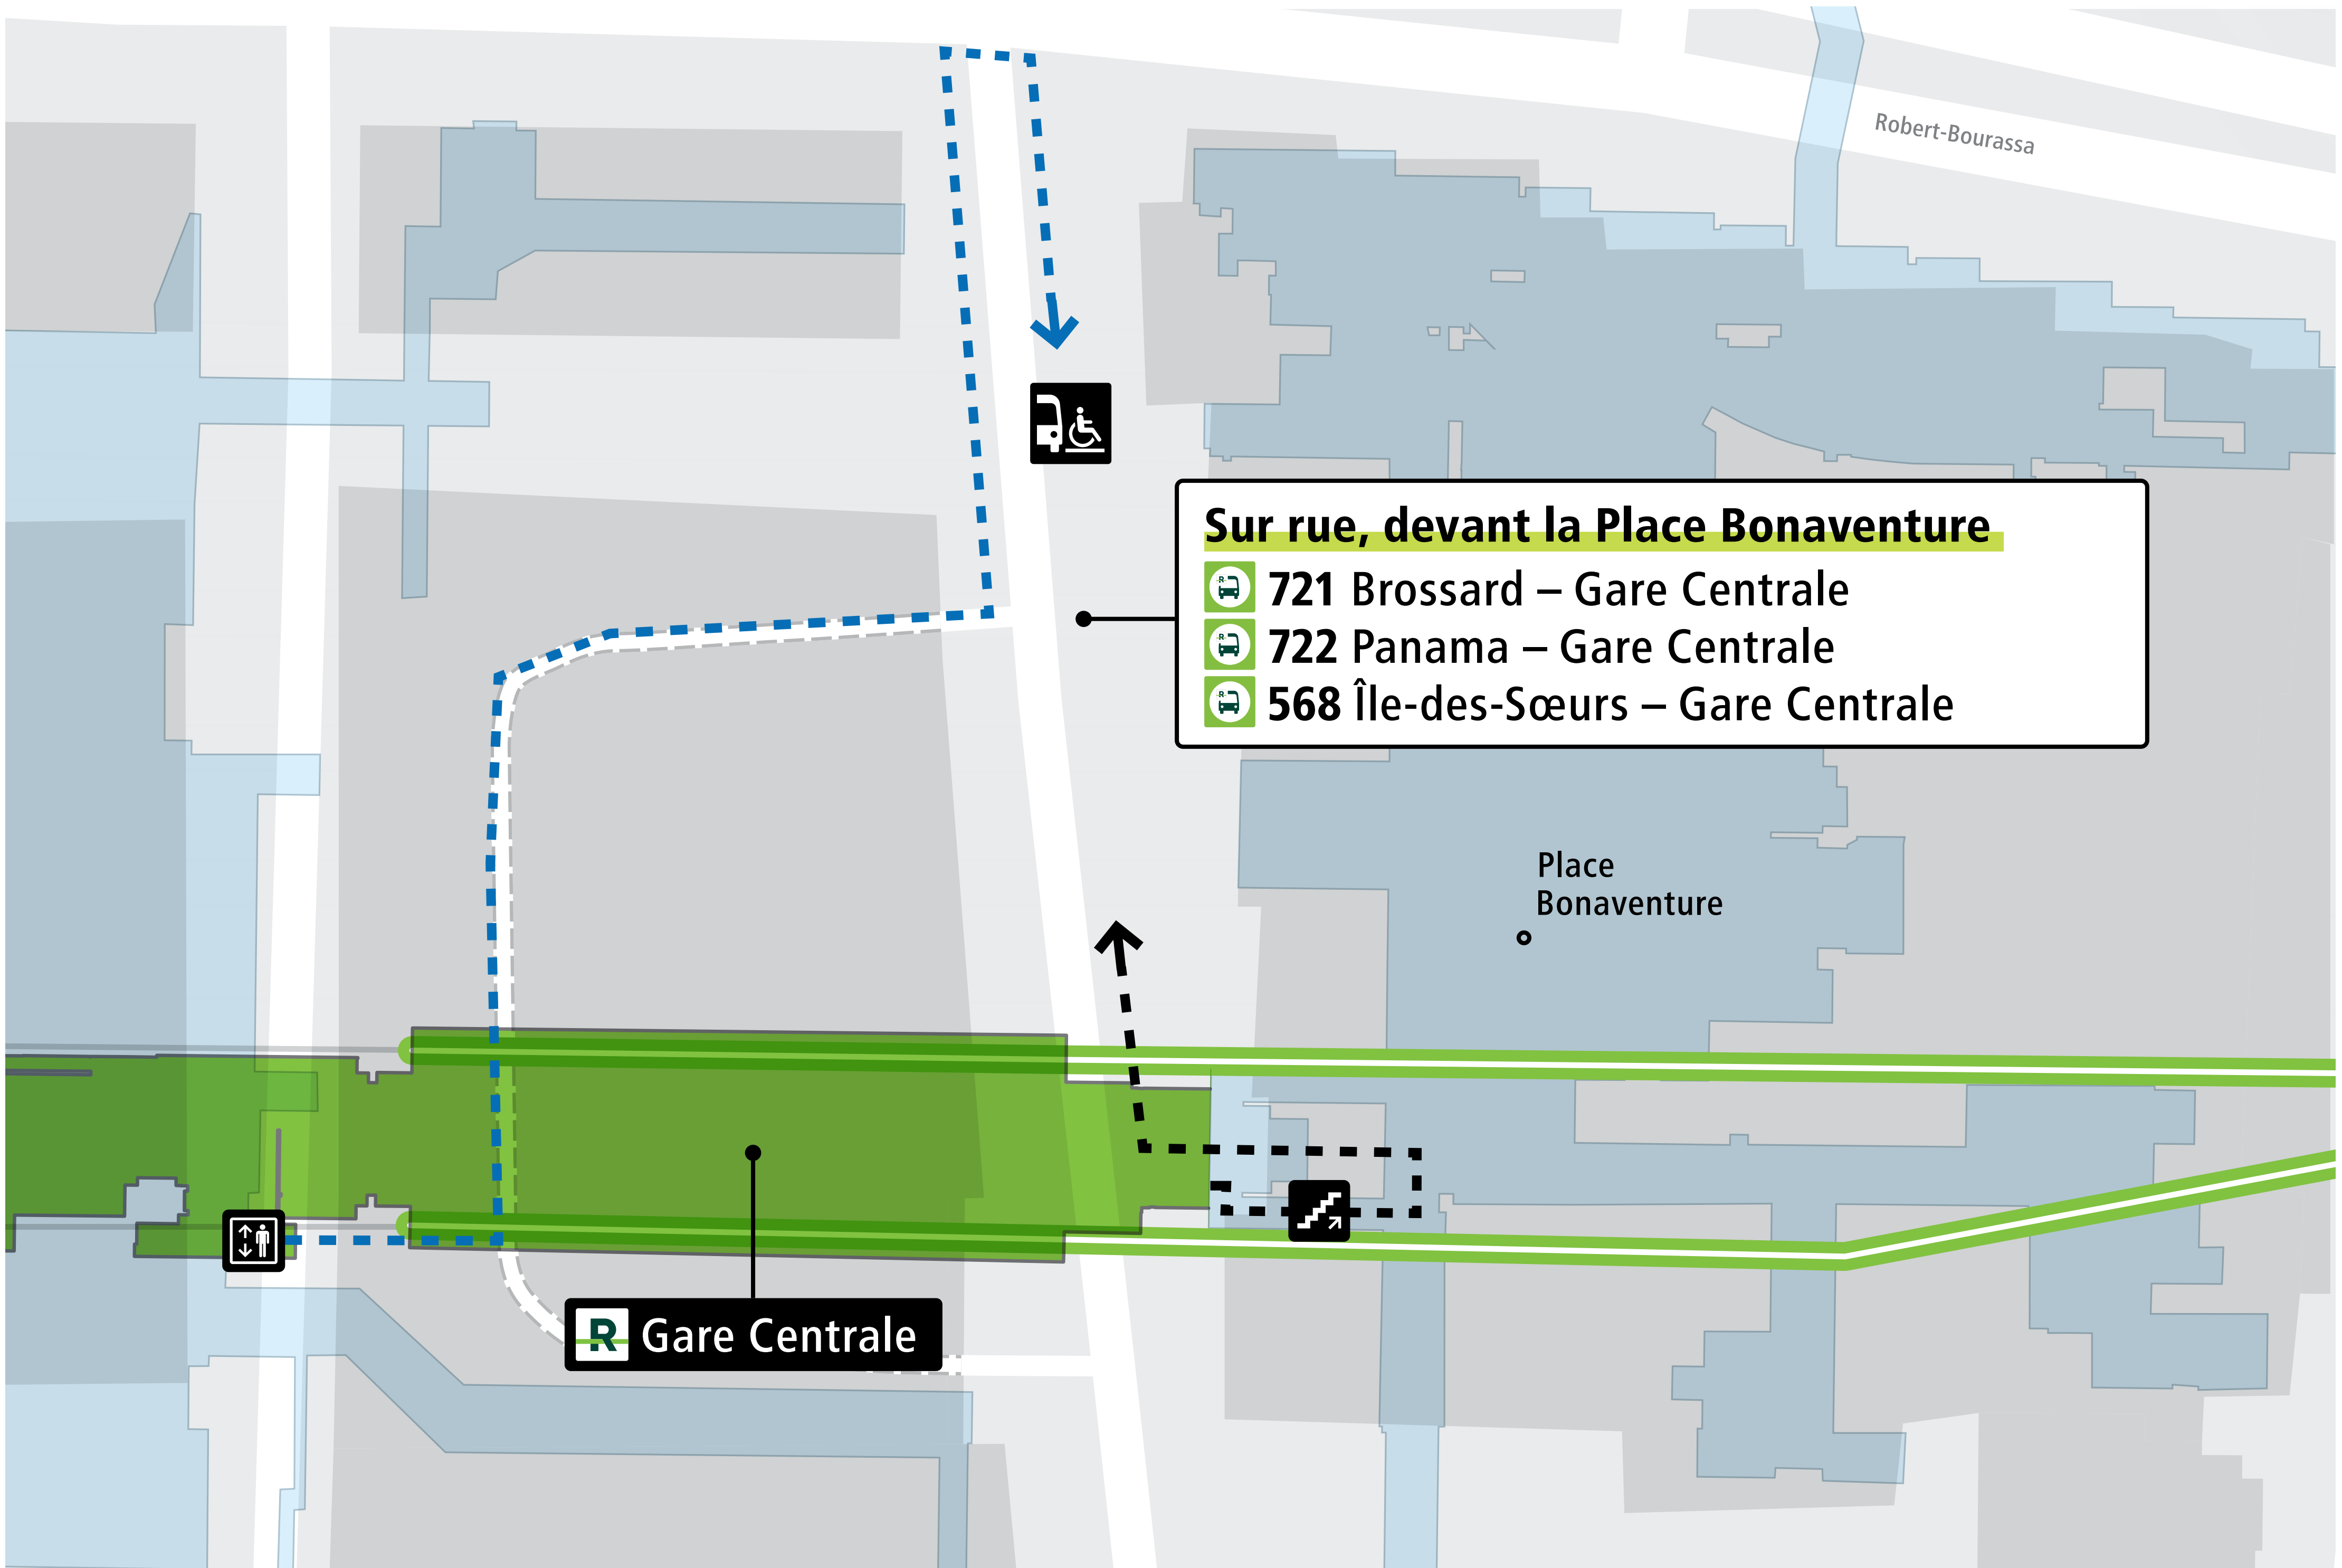 Robert-Bourassa
Sur rue, devant la Place Bonaventure
R 721 Brossard – Gare Centrale
R 722 Panama – Gare Centrale
R 568 Île-des-Sœurs – Gare Centrale
Place
Bonaventure
R Gare Centrale